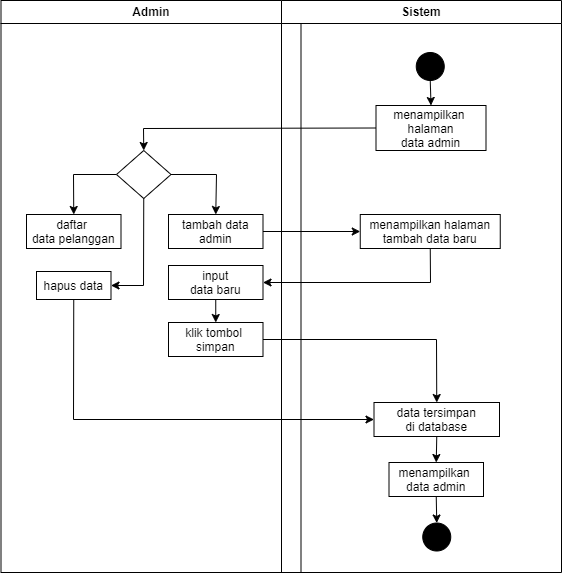 Admin
Sistem
menampilkan
halaman
data admin
daftar
data pelanggan
tambah data
admin
menampilkan halaman
tambah data baru
hapus data
input
data baru
klik tombol
simpan
data tersimpan
di database
menampilkan
data admin